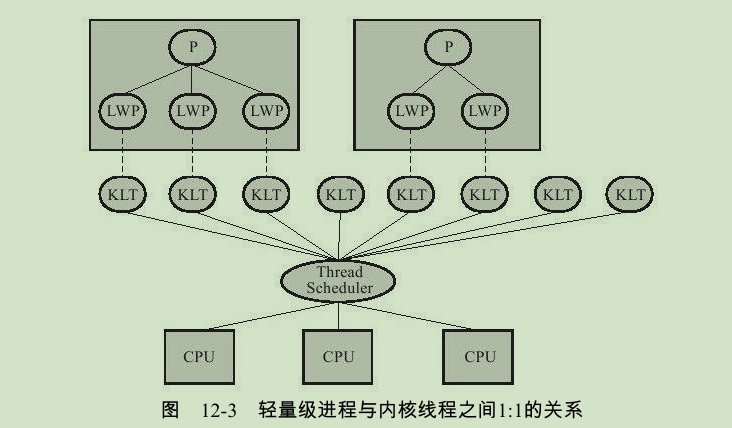 P P
LWP LWP LWP LWP LWP
KLT KLT KLT KLT KLT KLT KLT KLT
Thread
Scheduler
CPU CPU CPU
图 12-3 轻量级进程与内核线程之间1:1的关系